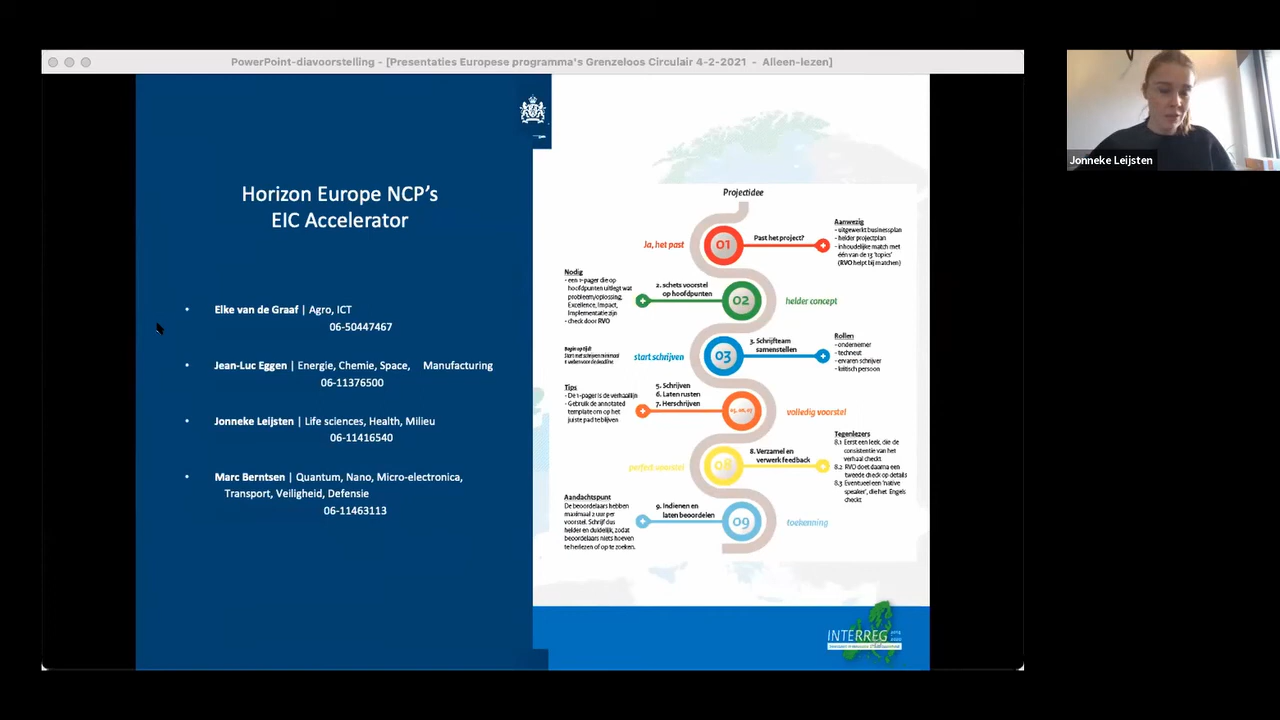 PowerPoint-diavoorstelling - [Presentaties Europese programma's Grenzeloos Circulair 4-2-2021 - Alleen-lezen]
Jonneke Leijsten
Horizon Europe NCP's
EIC Accelerator
• Elke van de Graaf | Agro, ICT
06-50447467
• Jean-Luc Eggen | Energie, Chemie, Space, Manufacturing
06-11376500
• Jonneke Leijsten | Life sciences, Health, Milieu
06-11416540
• Marc Berntsen | Quantum, Nano, Micro-electronica,
Transport, Veiligheid, Defensie
06-11463113
Projectidee
Ja, het past
01
Past het project?
Aanwezig
- uitgewerkt businessplan
- helder projectplan
- inhoudelijke match met
één van de 13 'topics'
(RVO helpt bij matchen)
Nodig
- een 1-pager die op
hoofdpunten uitlegt wat
probleem/oplossing,
Excellence, Impact,
Implementatie zijn
- check door RVO
2. schets voorstel
op hoofdpunten
02
helder concept
Begin op tijd!
start schrijven
03
3. Schrijfteam
samenstellen
Rollen
- ondernemer
- techneut
- ervaren schrijver
- kritisch persoon
Tips
- De 1-pager is de verhaallijn
- Gebruik de annotated
template om op het
juiste pad te blijven
5. Schrijven
6. Laten rusten
7. Herschrijven
volledig voorstel
perfect voorstel
08
8. Verzamel en
verwerk feedback
Tegenlezers
8.1 Eerst een leek, die de
consistentie van het
verhaal checkt
8.2 RVO doet daarna een
tweede check op details
8.3 Eventueel een 'native
speaker', die het Engels
checkt
Aandachtspunt
De beoordelaars hebben
maximaal 2 uur per
voorstel. Schrijf dus
helder en duidelijk, zodat
beoordelaars niets hoeven
te herlezen of op te zoeken.
9. Indienen en
laten beoordelen
09
toekenning
INTERREG